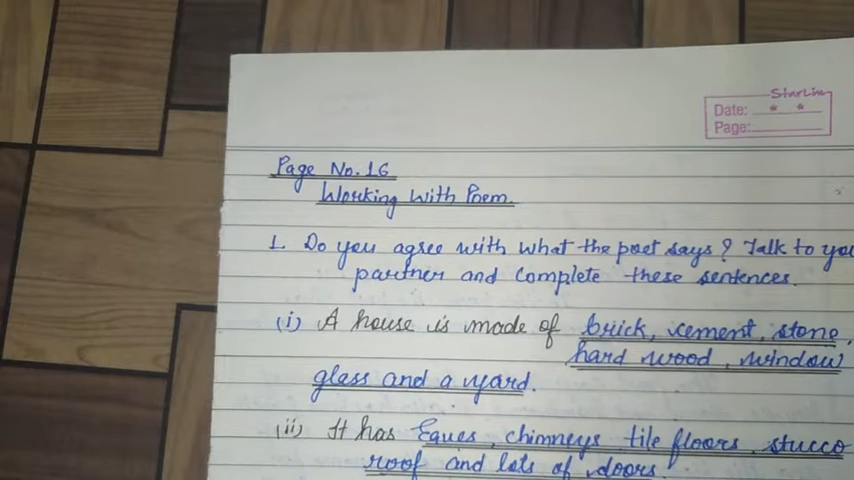 StarLine
Date:
Page:
Page No. 16
Working With Poem.
1. Do you agree with what the poet says? Talk to you
partner and complete these sentences.
(i) A house is made of brick, cement, stone,
hard wood, window
glass and a yard.
(ii) It has Eaues, chimneys tile floors, stucco
roof and lots of doors.